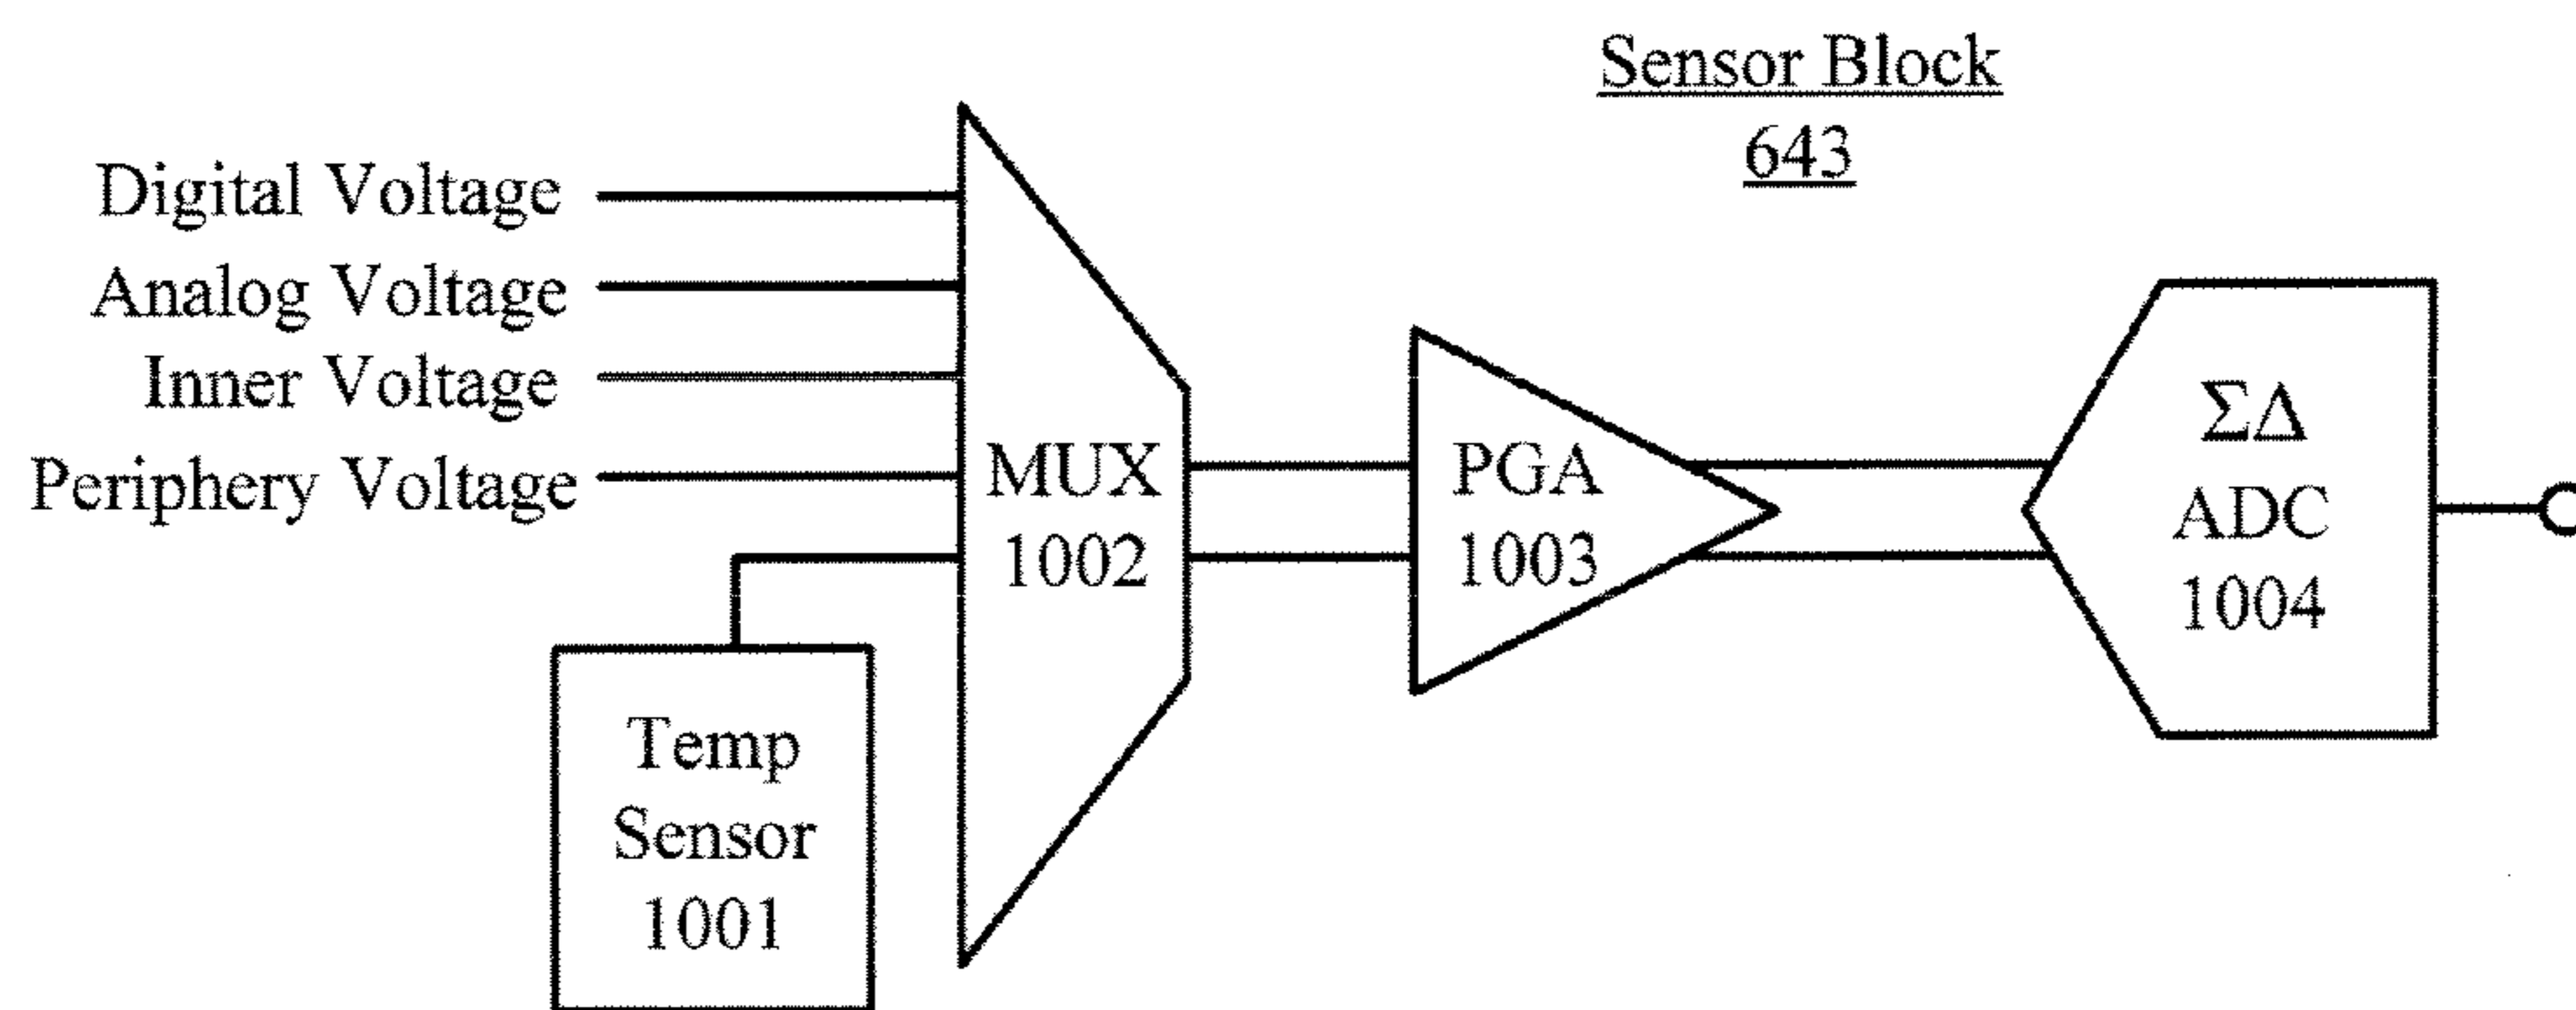 Sensor Block
643
Digital Voltage
Analog Voltage
Inner Voltage
Periphery Voltage
MUX
1002
PGA
1003
ΣΔ
ADC
1004
Temp
Sensor
1001